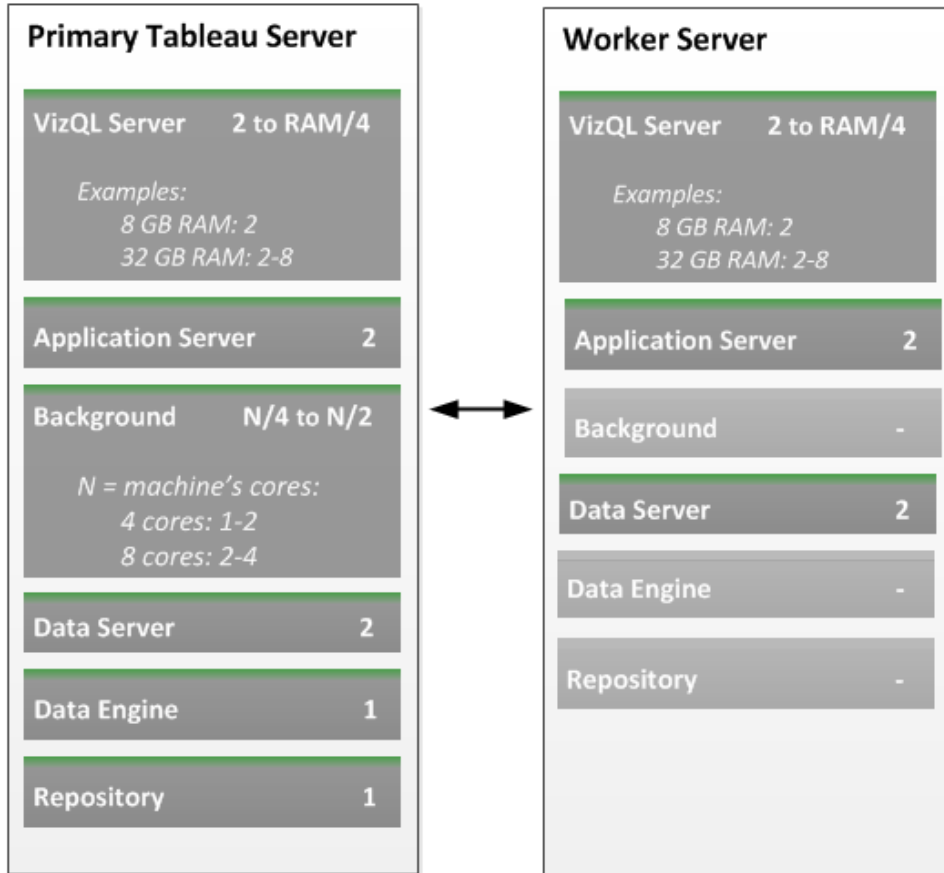 Primary Tableau Server
VizQL Server 2 to RAM/4
Examples:
8 GB RAM: 2
32 GB RAM: 2-8
Application Server 2
Background N/4 to N/2
N = machine's cores:
4 cores: 1-2
8 cores: 2-4
Data Server 2
Data Engine 1
Repository 1
Worker Server
VizQL Server 2 to RAM/4
Examples:
8 GB RAM: 2
32 GB RAM: 2-8
Application Server 2
Background -
Data Server 2
Data Engine -
Repository -